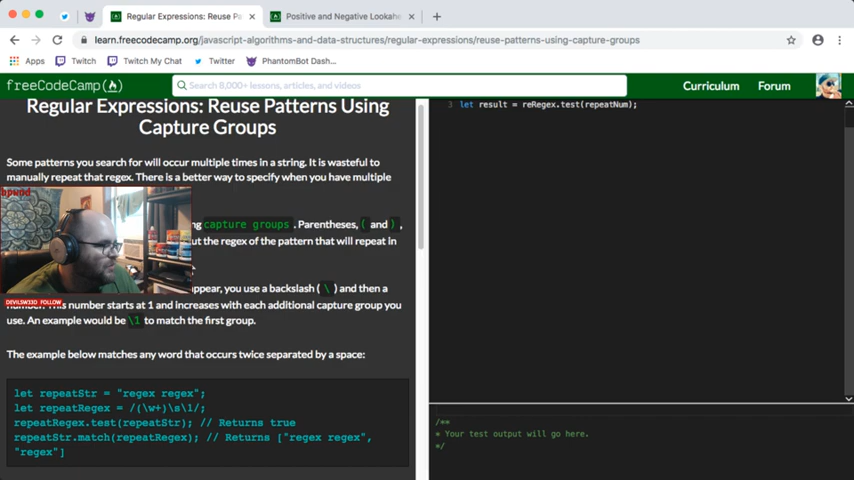 Regular Expressions: Reuse Pa
Positive and Negative Lookahe
learn.freecodecamp.org/javascript-algorithms-and-data-structures/regular-expressions/reuse-patterns-using-capture-groups
Apps Twitch Twitch My Chat Twitter PhantomBot Dash...
freeCodeCamp
Search 8,000+ lessons, articles, and videos
Curriculum Forum
Regular Expressions: Reuse Patterns Using
Capture Groups
Some patterns you search for will occur multiple times in a string. It is wasteful to
manually repeat that regex. There is a better way to specify when you have multiple
capture groups . Parentheses, ( and ) ,
the regex of the pattern that will repeat in
appear, you use a backslash ( \ ) and then a
number. This number starts at 1 and increases with each additional capture group you
use. An example would be \1 to match the first group.
The example below matches any word that occurs twice separated by a space:
let repeatStr = "regex regex";
let repeatRegex = /(\w+)\s\1/;
repeatRegex.test(repeatStr); // Returns true
repeatStr.match(repeatRegex); // Returns ["regex regex",
"regex"]
DEVILSW33D FOLLOW
3 let result = reRegex.test(repeatNum);
/**
* Your test output will go here.
*/